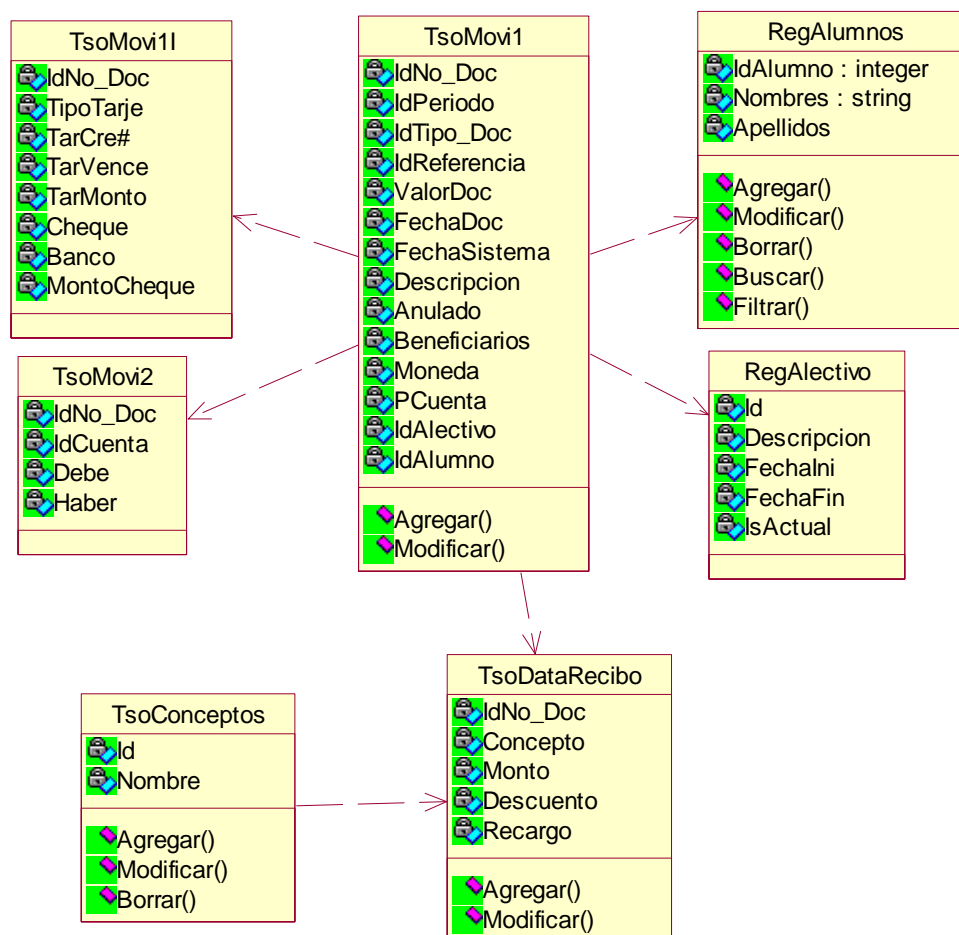 TsoMovi1I
IdNo_Doc
TipoTarje
TarCre#
TarVence
TarMonto
Cheque
Banco
MontoCheque
TsoMovi1
IdNo_Doc
IdPeriodo
IdTipo_Doc
IdReferencia
ValorDoc
FechaDoc
FechaSistema
Descripcion
Anulado
Beneficiarios
Moneda
PCuenta
IdAlectivo
IdAlumno
Agregar()
Modificar()
RegAlumnos
IdAlumno : integer
Nombres : string
Apellidos
Agregar()
Modificar()
Borrar()
Buscar()
Filtrar()
TsoMovi2
IdNo_Doc
IdCuenta
Debe
Haber
RegAlectivo
Id
Descripcion
FechaIni
FechaFin
IsActual
TsoConceptos
Id
Nombre
Agregar()
Modificar()
Borrar()
TsoDataRecibo
IdNo_Doc
Concepto
Monto
Descuento
Recargo
Agregar()
Modificar()